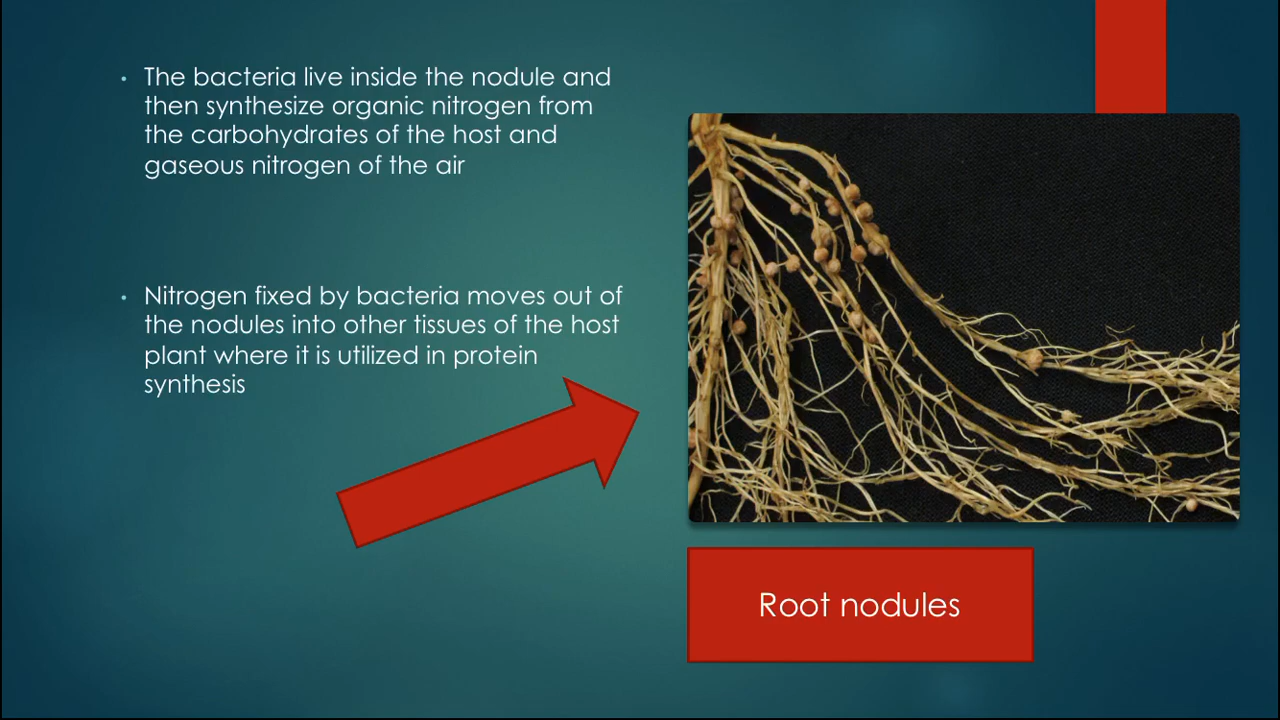 The bacteria live inside the nodule and
then synthesize organic nitrogen from
the carbohydrates of the host and
gaseous nitrogen of the air
Nitrogen fixed by bacteria moves out of
the nodules into other tissues of the host
plant where it is utilized in protein
synthesis
Root nodules